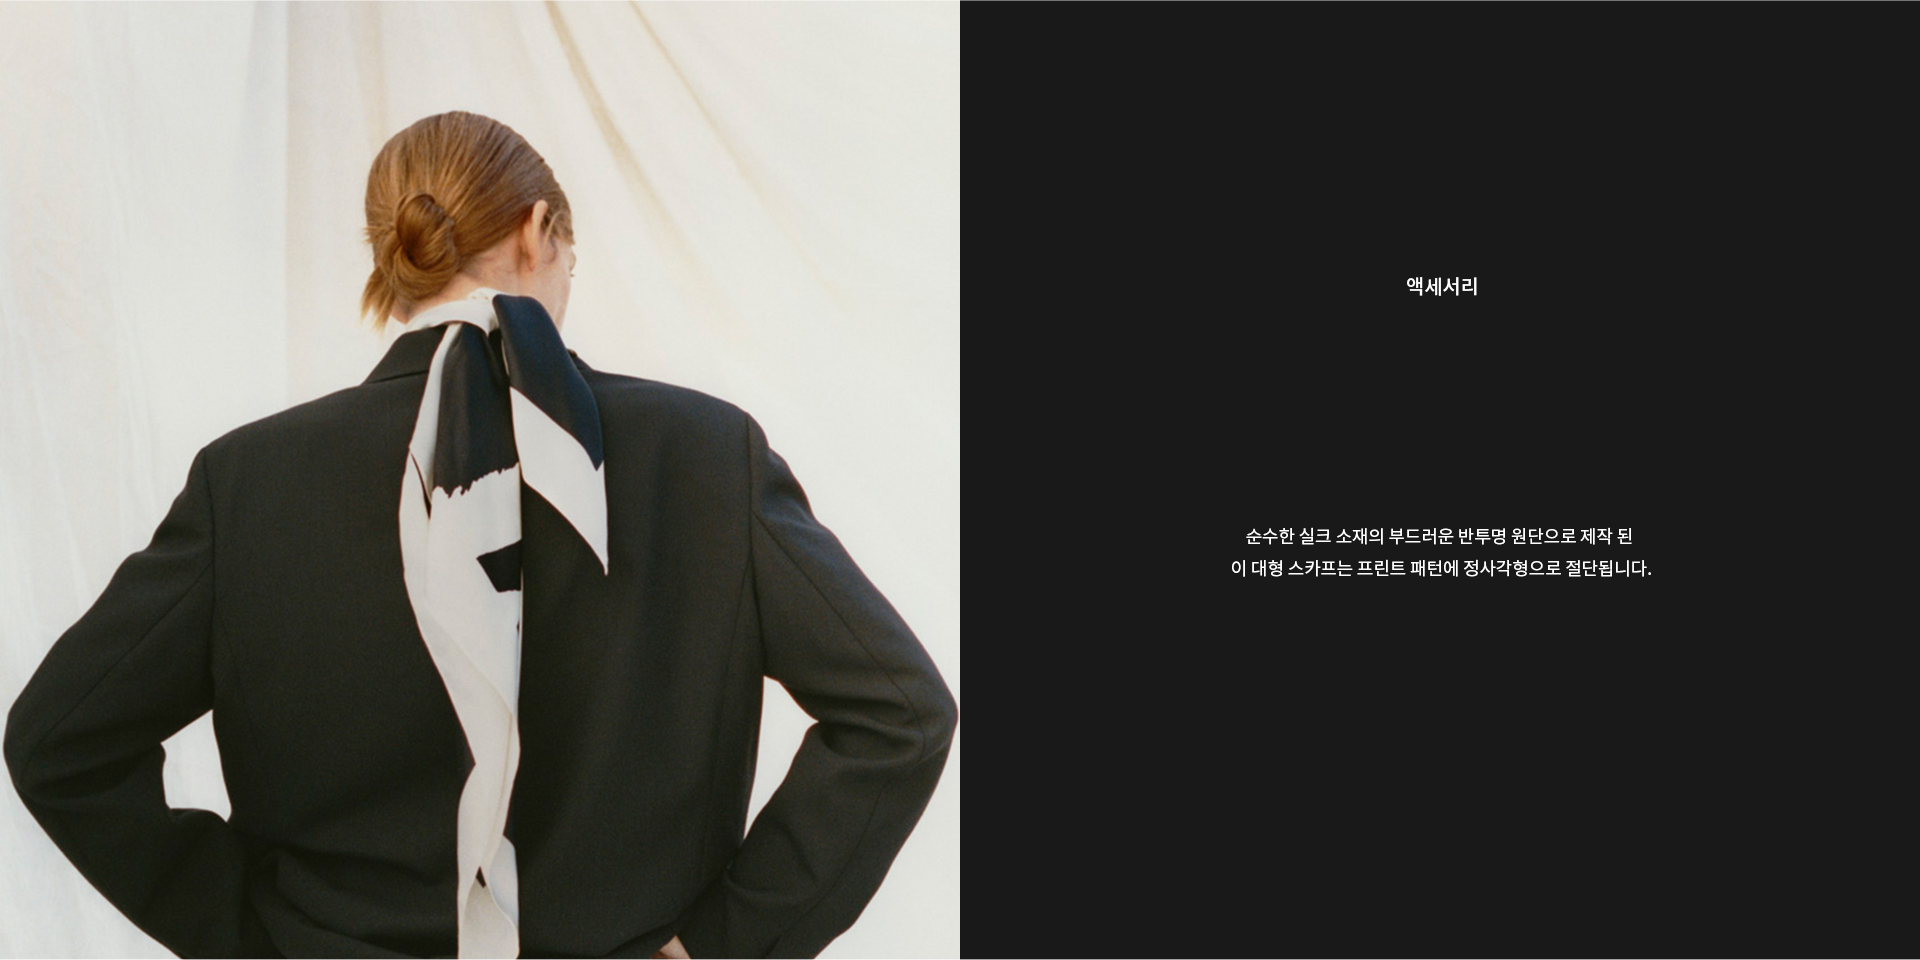 액세서리
순수한 실크 소재의 부드러운 반투명 원단으로 제작 된
이 대형 스카프는 프린트 패턴에 정사각형으로 절단됩니다.